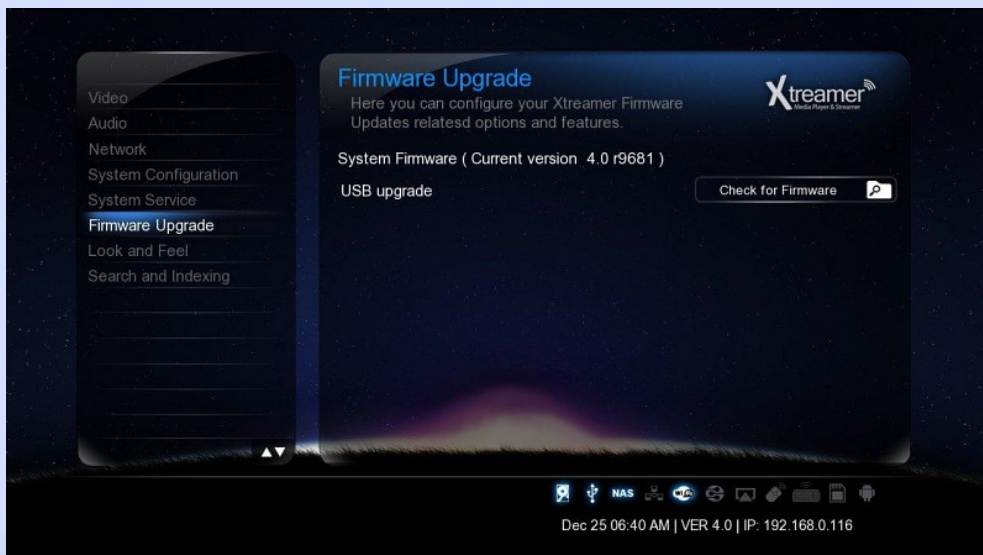 Video
Audio
Network
System Configuration
System Service
Firmware Upgrade
Look and Feel
Search and Indexing
Firmware Upgrade
Here you can configure your Xtreamer Firmware
Updates relatesd options and features.
Xtreamer
Media Player & Streamer
System Firmware ( Current version 4.0 r9681 )
USB upgrade
Check for Firmware
NAS
WiFi
Dec 25 06:40 AM | VER 4.0 | IP: 192.168.0.116